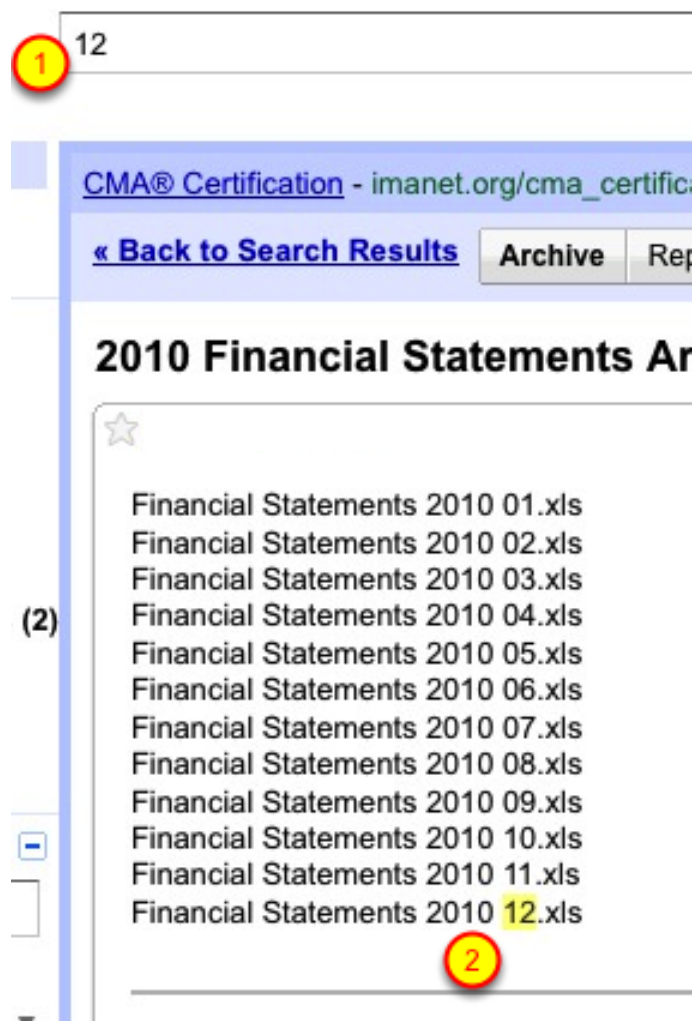 12
1
CMA® Certification - imanet.org/cma_certific
« Back to Search Results Archive Rep
2010 Financial Statements Ar
Financial Statements 2010 01.xls
Financial Statements 2010 02.xls
Financial Statements 2010 03.xls
(2)
Financial Statements 2010 04.xls
Financial Statements 2010 05.xls
Financial Statements 2010 06.xls
Financial Statements 2010 07.xls
Financial Statements 2010 08.xls
Financial Statements 2010 09.xls
Financial Statements 2010 10.xls
Financial Statements 2010 11.xls
Financial Statements 2010 12.xls
2